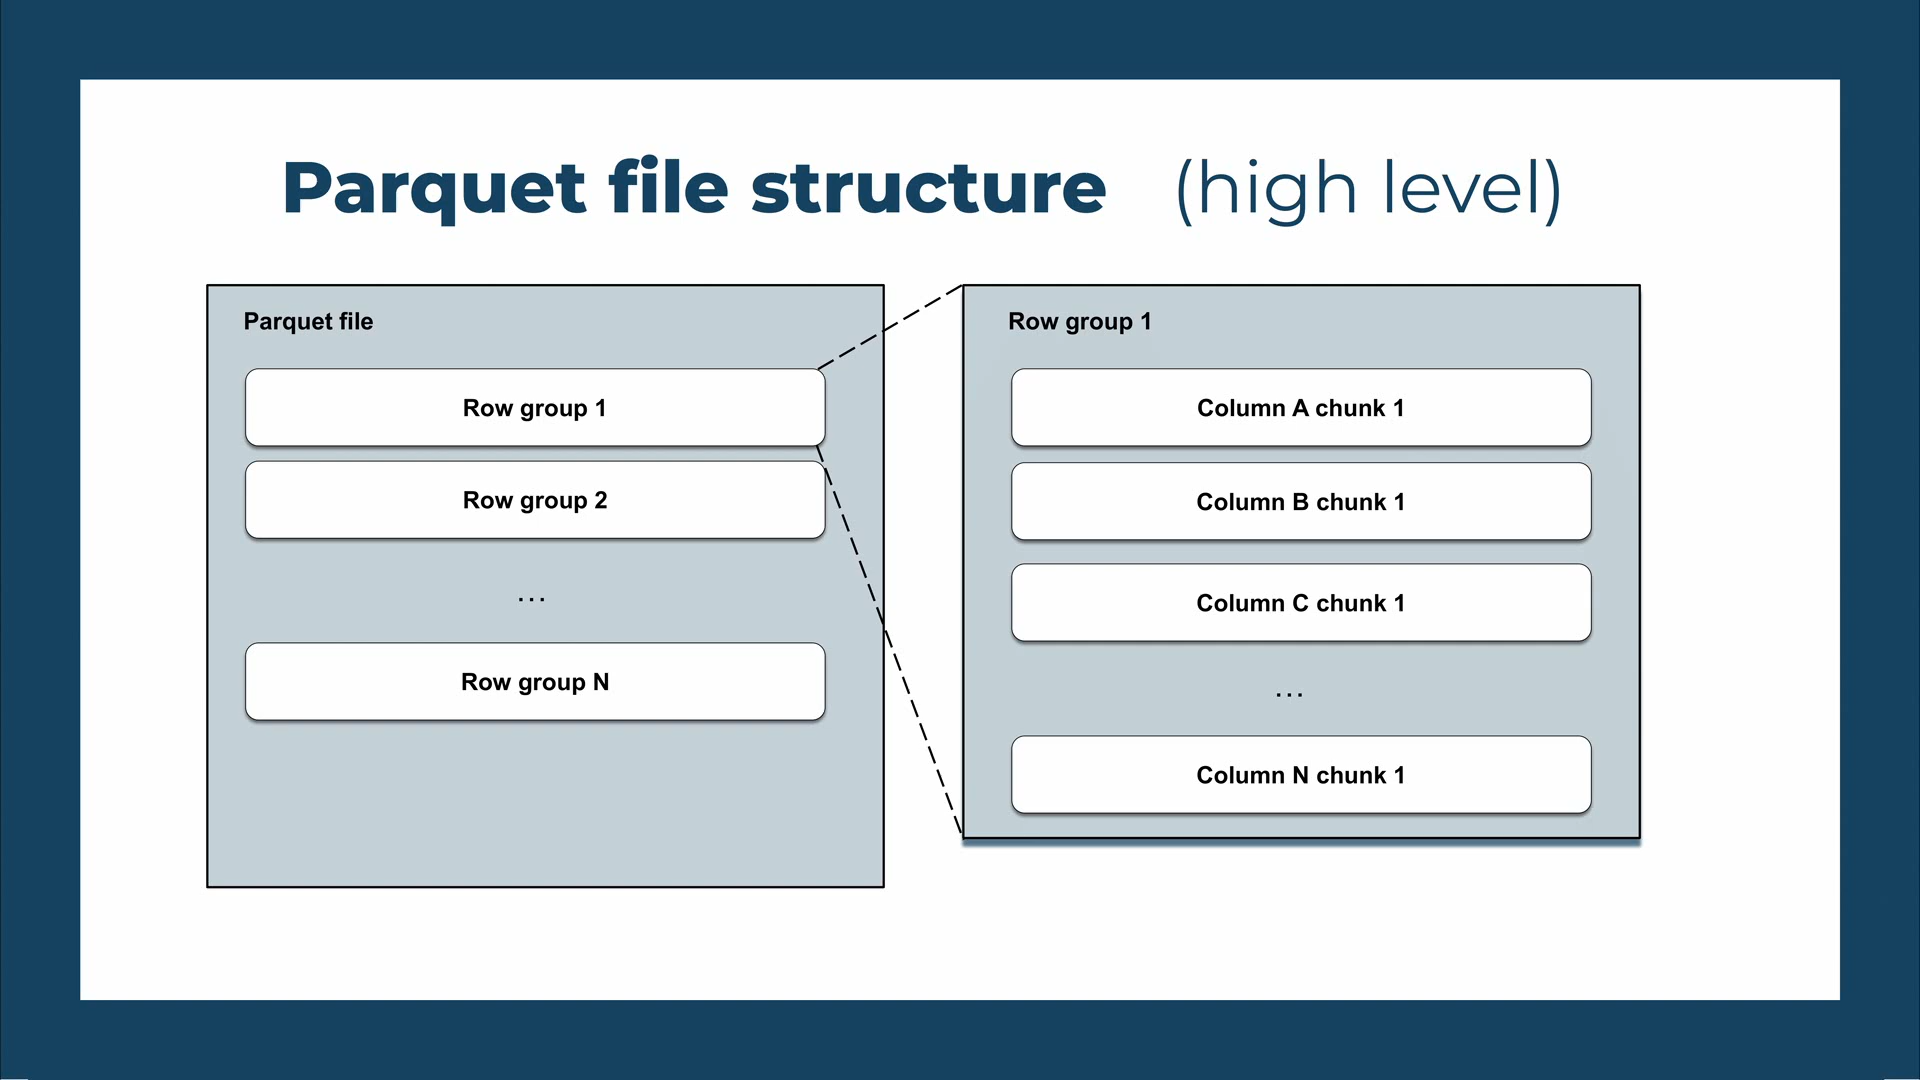 Parquet file structure (high level)
Parquet file
Row group 1
Row group 2
...
Row group N
Row group 1
Column A chunk 1
Column B chunk 1
Column C chunk 1
...
Column N chunk 1